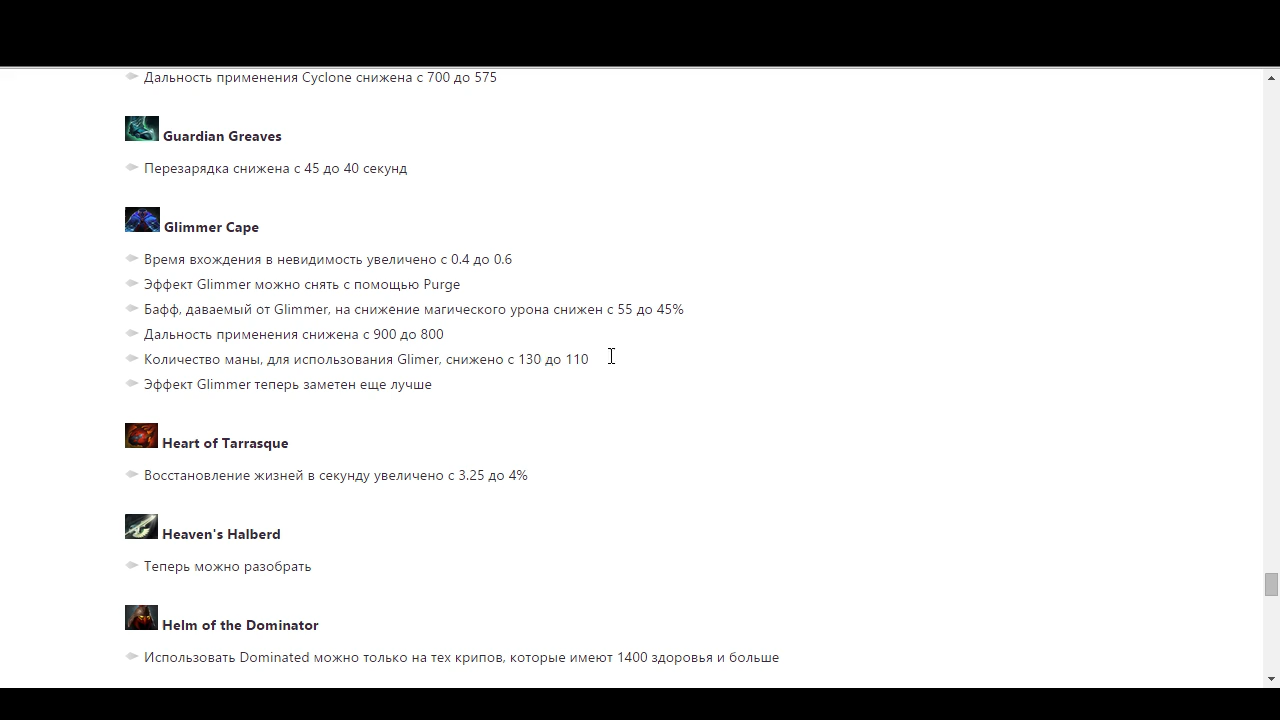 Дальность применения Cyclone снижена с 700 до 575
Guardian Greaves
Перезарядка снижена с 45 до 40 секунд
Glimmer Cape
Время вхождения в невидимость увеличено с 0.4 до 0.6
Эффект Glimmer можно снять с помощью Purge
Бафф, даваемый от Glimmer, на снижение магического урона снижен с 55 до 45%
Дальность применения снижена с 900 до 800
Количество маны, для использования Glimer, снижено с 130 до 110
Эффект Glimmer теперь заметен еще лучше
Heart of Tarrasque
Восстановление жизней в секунду увеличено с 3.25 до 4%
Heaven's Halberd
Теперь можно разобрать
Helm of the Dominator
Использовать Dominated можно только на тех крипов, которые имеют 1400 здоровья и больше